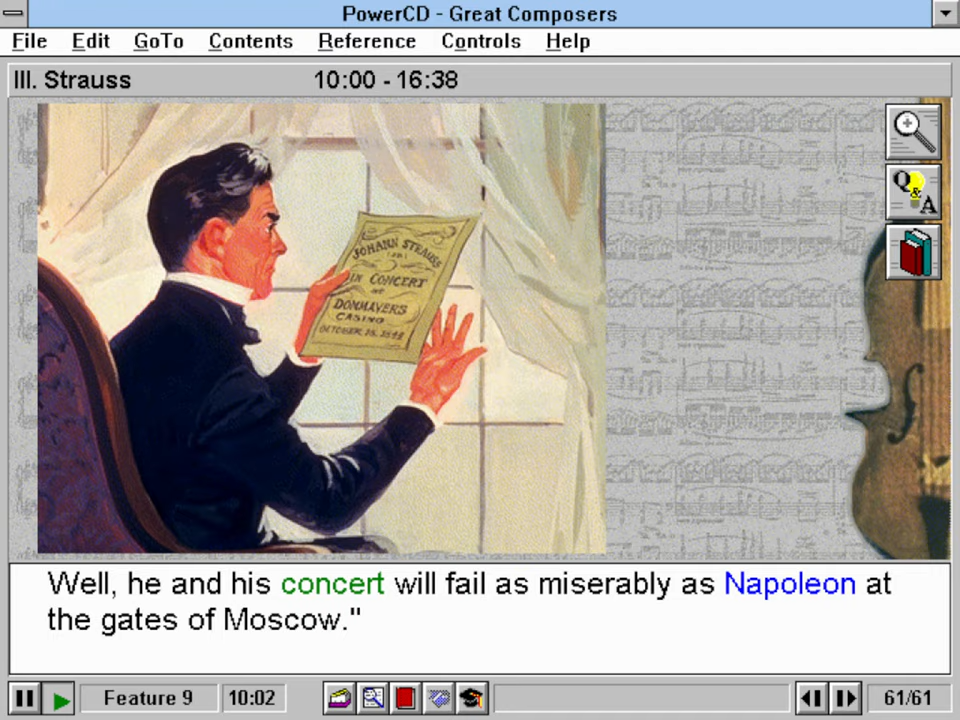 PowerCD - Great Composers
File Edit GoTo Contents Reference Controls Help
III. Strauss 10:00 - 16:38
JOHANN STRAUSS
IN CONCERT
at
DONMAYERS
CASINO
Q & A
Well, he and his concert will fail as miserably as Napoleon at
the gates of Moscow."
Feature 9 10:02 61/61